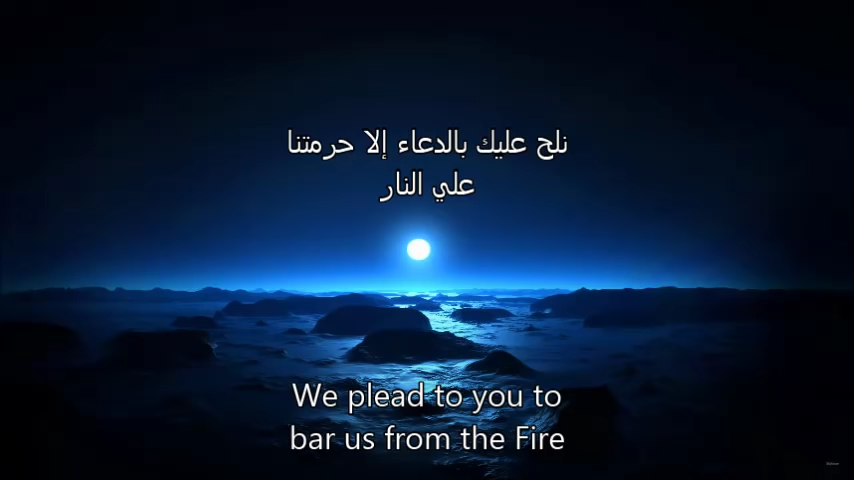 نلح عليك بالدعاء إلا حرمتنا
علي النار
We plead to you to
bar us from the Fire